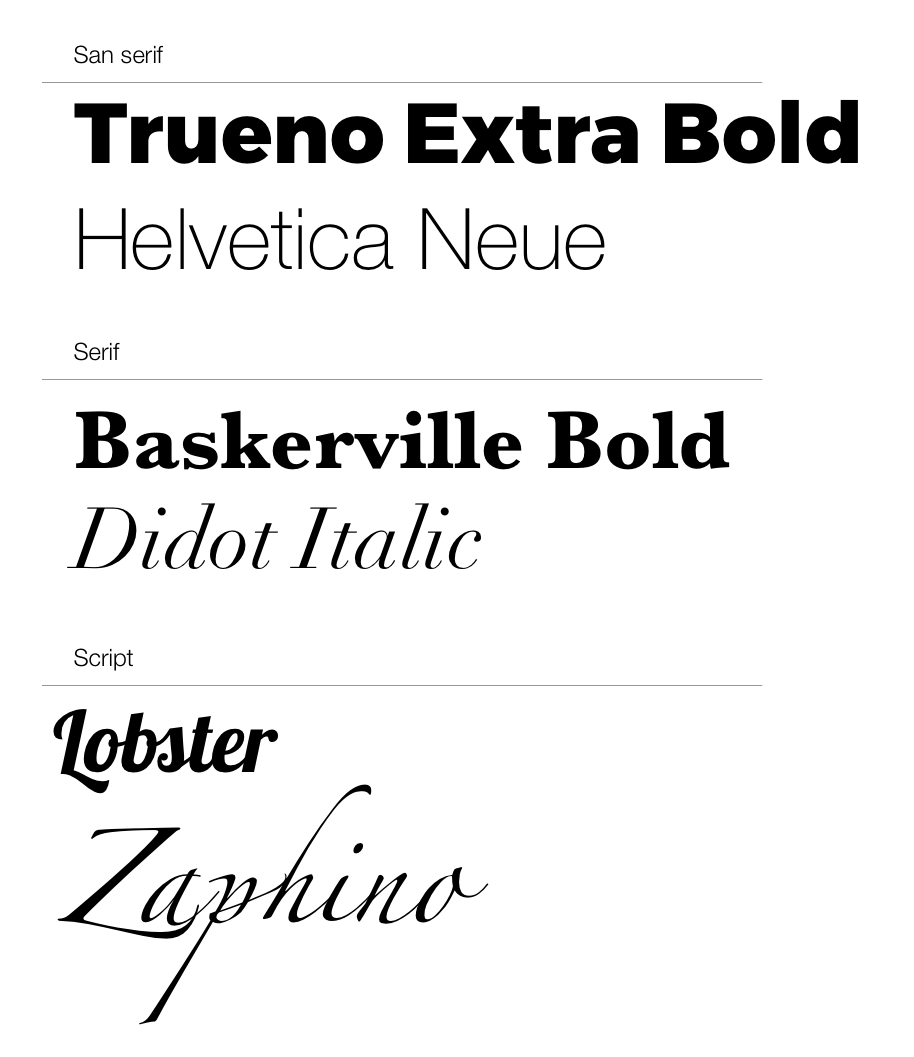 San serif
Trueno Extra Bold
Helvetica Neue
Serif
Baskerville Bold
Didot Italic
Script
Lobster
Zaphino